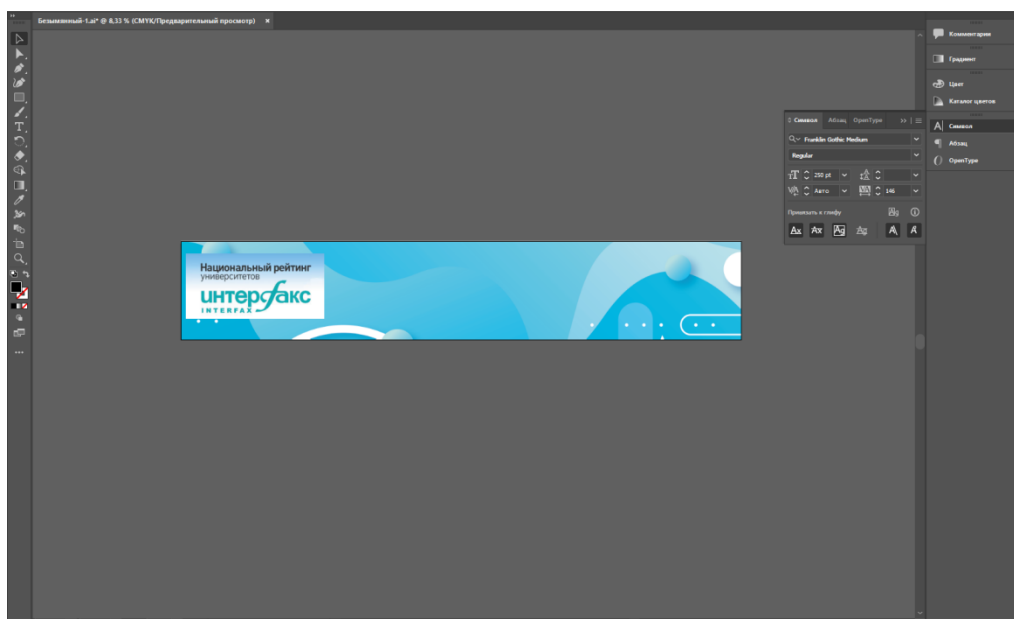 Безымянный-1.ai* @ 8,33 % (CMYK/Предварительный просмотр) ×
Комментарии
Градиент
Цвет
Каталог цветов
Символ
Абзац
OpenType
Символ Абзац OpenType
Franklin Gothic Medium
Regular
250 pt
Авто 146
Привязать к глифу
Национальный рейтинг
университетов
интерфакс
INTERFAX